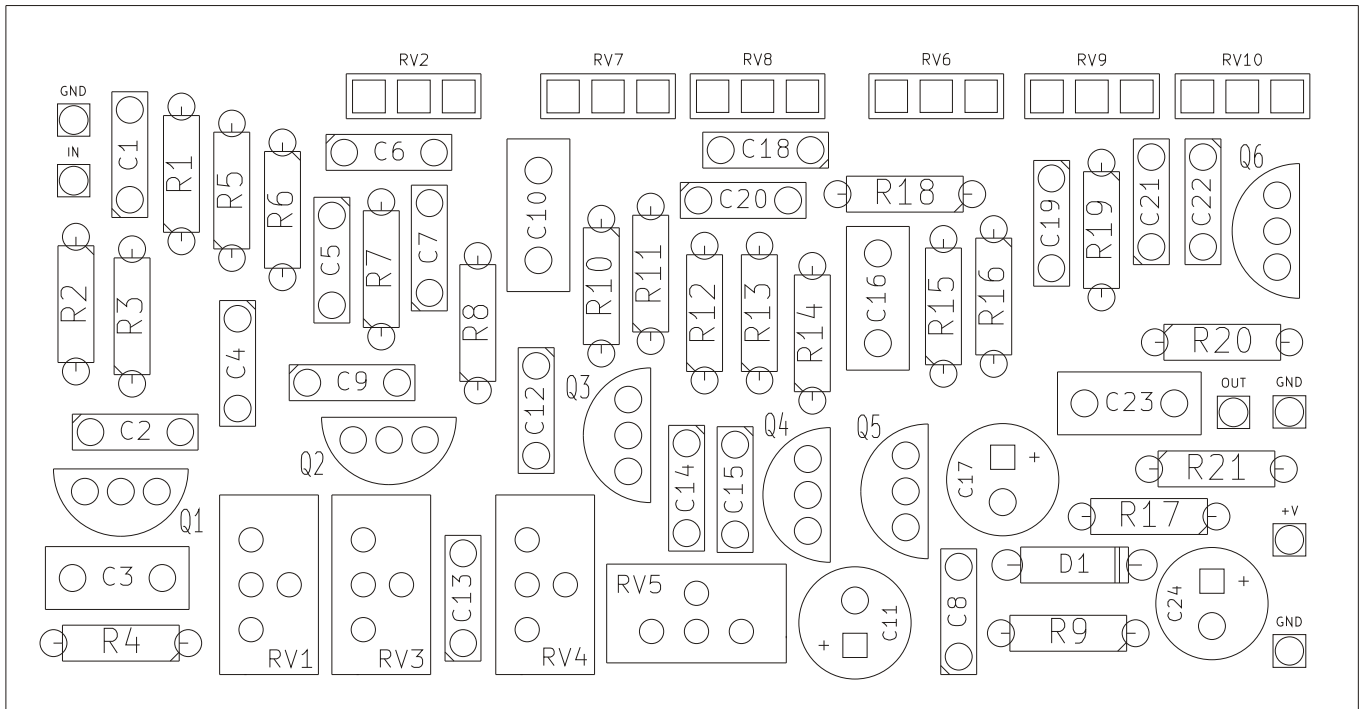 RV2
RV7
RV8
RV6
RV9
RV10
GND
IN
C1
R1
R5
R6
C6
C18
Q6
R18
C20
C10
C19
R19
C21
C22
R2
R3
C5
R7
C7
R8
R10
R11
R12
R13
R14
C16
R15
R16
R20
C4
C9
C12
Q3
OUT
GND
C23
C2
Q2
C14
C15
Q4
Q5
C17
+
R21
Q1
R17
+V
C3
C13
RV5
C11
+
C8
D1
C24
+
R4
RV1
RV3
RV4
R9
GND